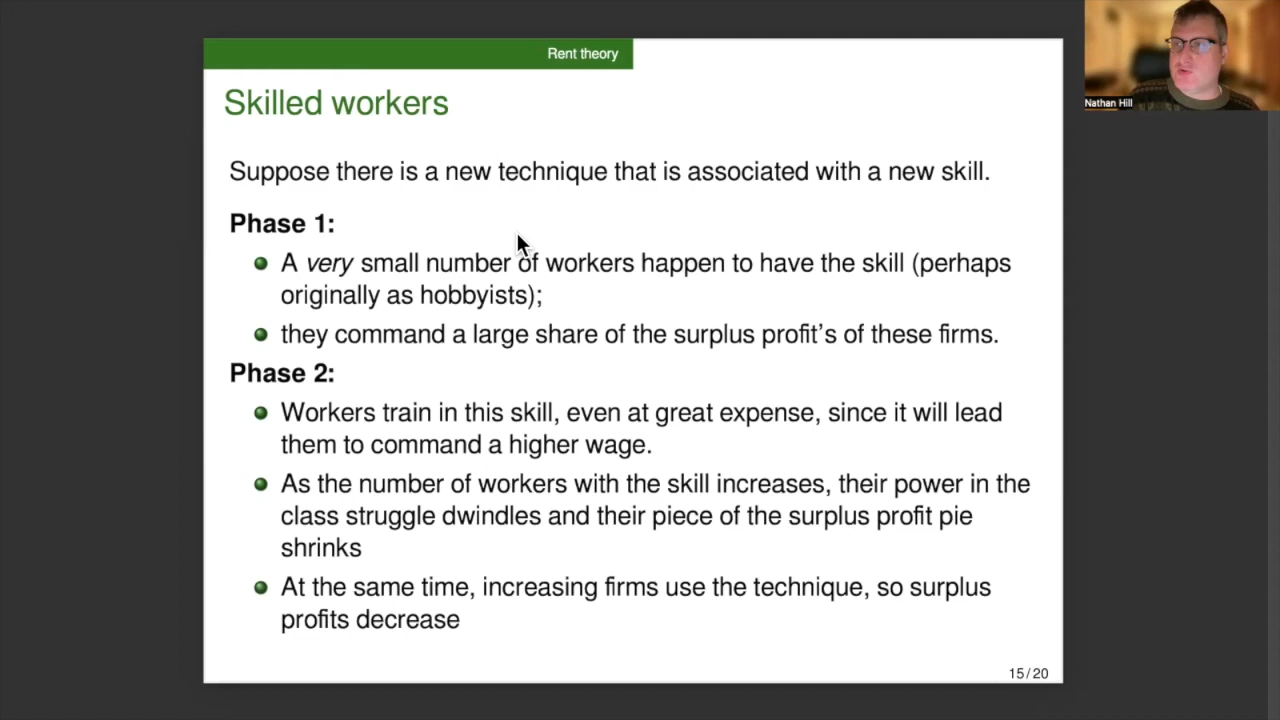 Rent theory
Nathan Hill
Skilled workers
Suppose there is a new technique that is associated with a new skill.
Phase 1:
A very small number of workers happen to have the skill (perhaps
originally as hobbyists);
they command a large share of the surplus profit's of these firms.
Phase 2:
Workers train in this skill, even at great expense, since it will lead
them to command a higher wage.
As the number of workers with the skill increases, their power in the
class struggle dwindles and their piece of the surplus profit pie
shrinks
At the same time, increasing firms use the technique, so surplus
profits decrease
15/20